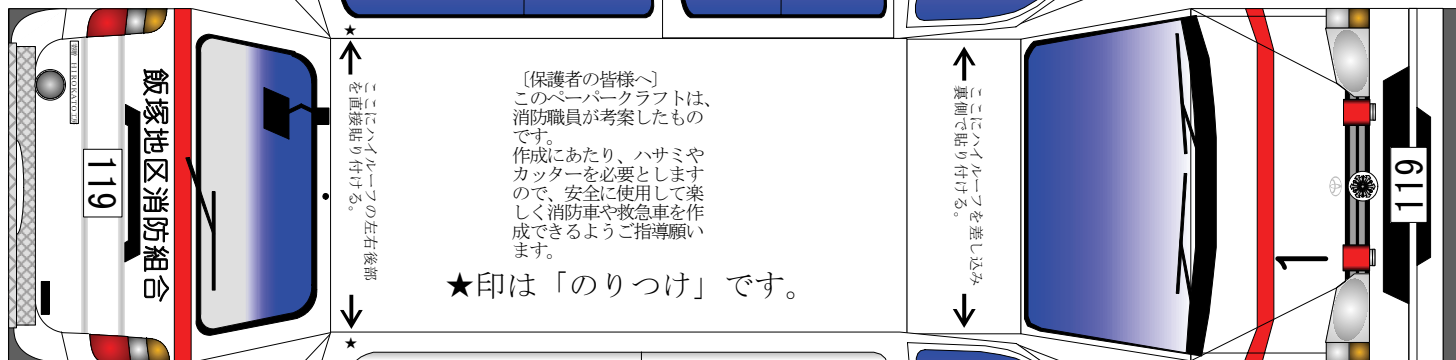 飯塚地区消防組合
119
HIROKATO
ここにハイルーフの左右後部
を直接貼り付ける。
〔保護者の皆様へ〕
このペーパークラフトは、
消防職員が考案したもの
です。
作成にあたり、ハサミや
カッターを必要とします
ので、安全に使用して楽
しく消防車や救急車を作
成できるようご指導願い
ます。
★印は「のりつけ」です。
★
★
ここにハイルーフを差し込み
裏側で貼り付ける。
1
119